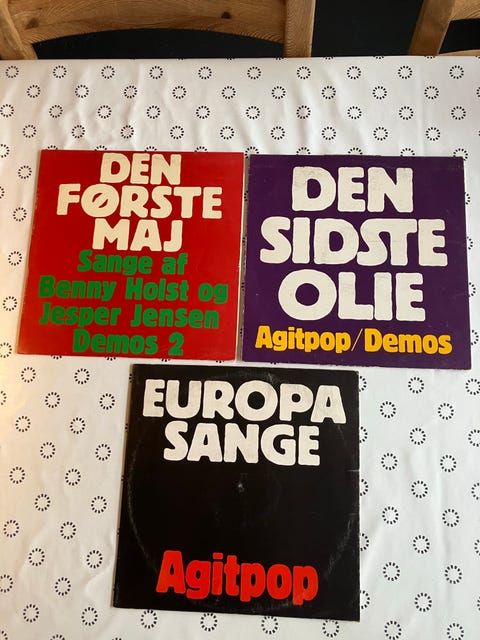 DEN
FØRSTE
MAJ
Sange af
Benny Holst og
Jesper Jensen
Demos 2
DEN
SIDSTE
OLIE
Agitpop/Demos
EUROPA
SANGE
Agitpop